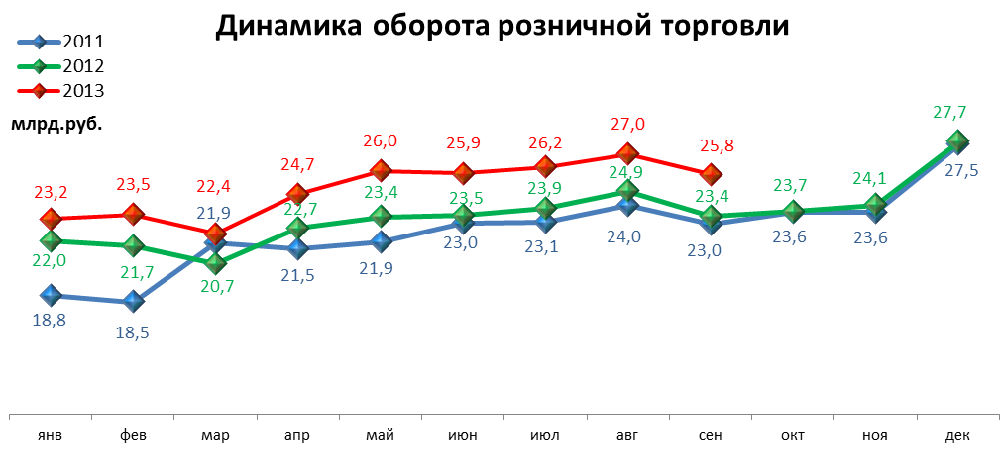 Динамика оборота розничной торговли
2011
2012
2013
млрд.руб.
23,2 23,5 22,4 24,7 26,0 25,9 26,2 27,0 25,8
22,0 21,7 20,7 22,7 23,4 23,5 23,9 24,9 23,4 23,7 24,1 27,7
18,8 18,5 21,9 21,5 21,9 23,0 23,1 24,0 23,0 23,6 23,6 27,5
янв фев мар апр май июн июл авг сен окт ноя дек